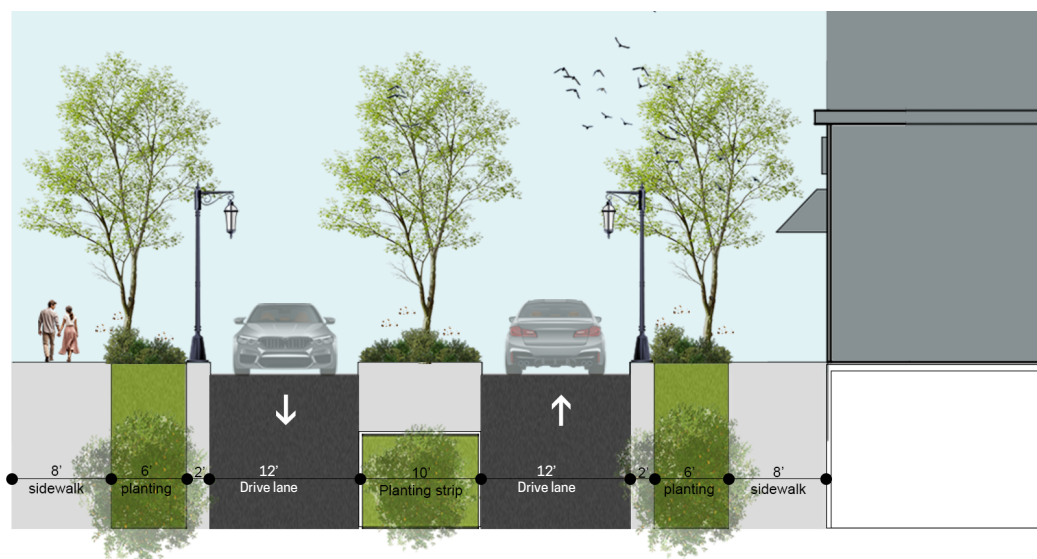 8’ 6’ 2’ 12’ 10’ 12’ 2’ 6’ 8’
sidewalk planting Drive lane Planting strip Drive lane planting sidewalk